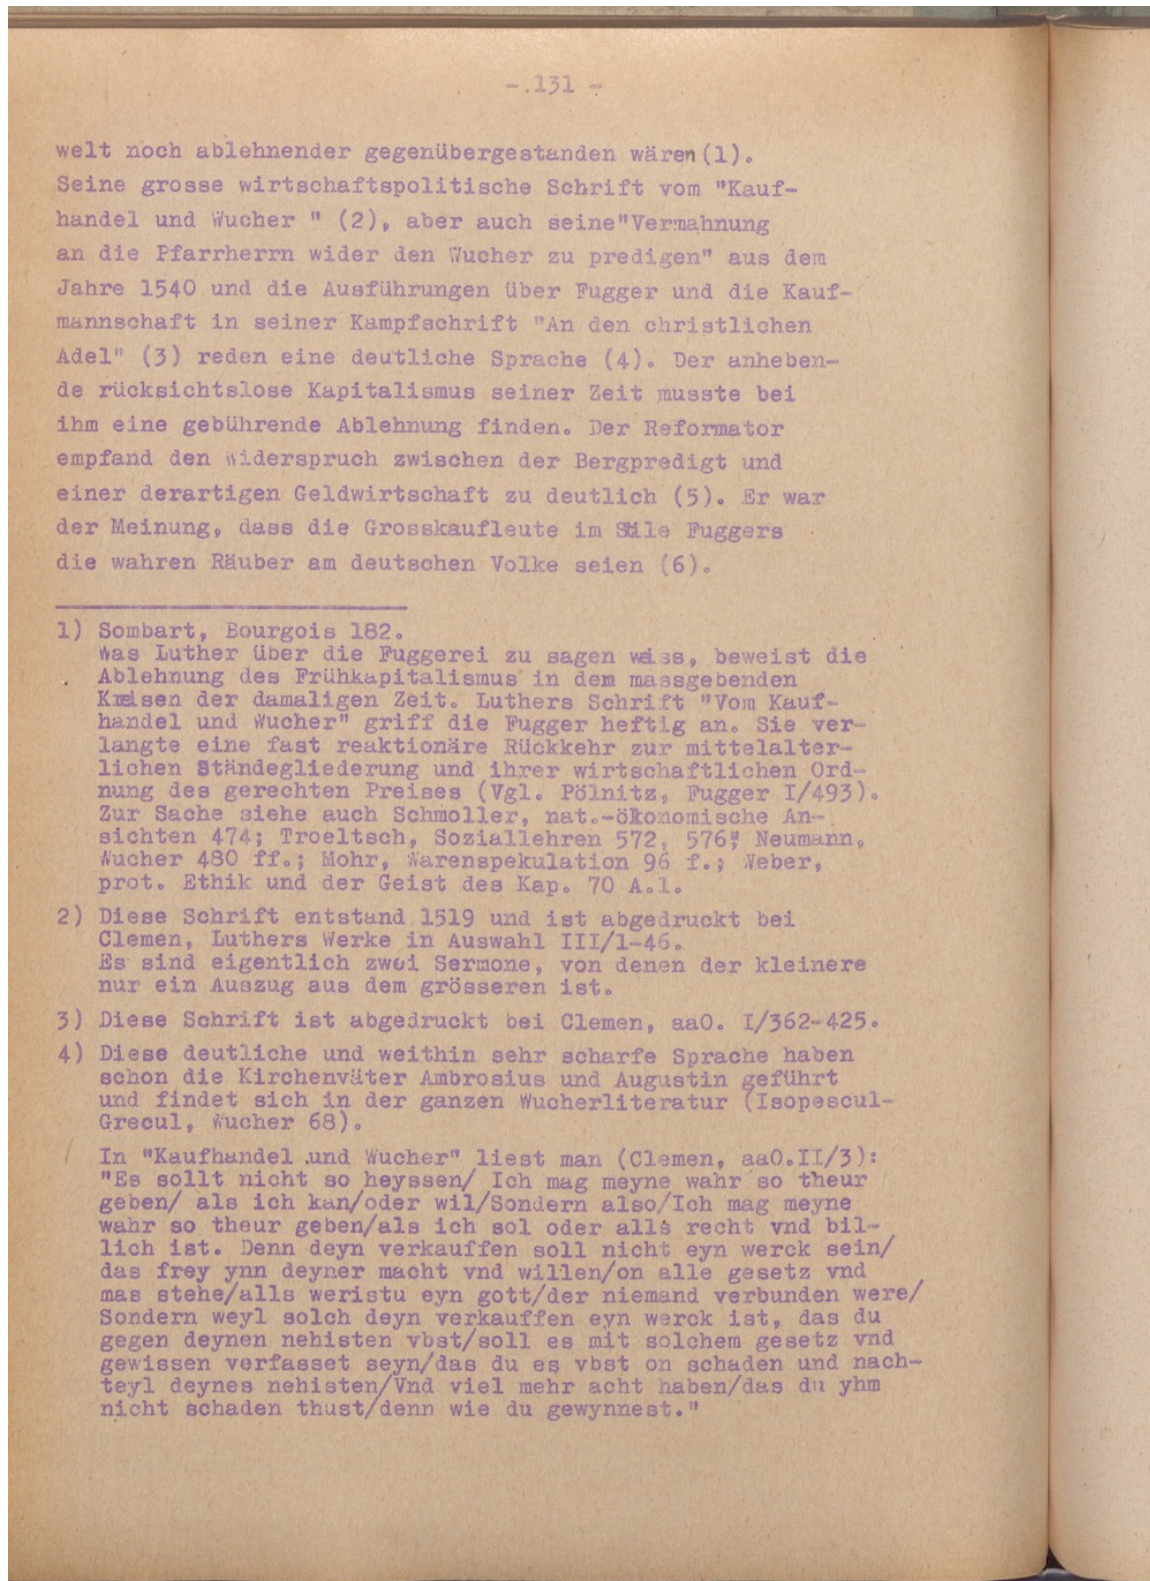 - 131 -
welt noch ablehnender gegenübergestanden wären (1).
Seine grosse wirtschaftspolitische Schrift vom "Kauf-
handel und Wucher " (2), aber auch seine"Vermahnung
an die Pfarrherrn wider den Wucher zu predigen" aus dem
Jahre 1540 und die Ausführungen über Fugger und die Kauf-
mannschaft in seiner Kampfschrift "An den christlichen
Adel" (3) reden eine deutliche Sprache (4). Der anheben-
de rücksichtslose Kapitalismus seiner Zeit musste bei
ihm eine gebührende Ablehnung finden. Der Reformator
empfand den Widerspruch zwischen der Bergpredigt und
einer derartigen Geldwirtschaft zu deutlich (5). Er war
der Meinung, dass die Grosskaufleute im Stile Fuggers
die wahren Räuber am deutschen Volke seien (6).
1) Sombart, Bourgois 182.
Was Luther über die Fuggerei zu sagen weiss, beweist die
Ablehnung des Frühkapitalismus in dem massgebenden
Kreisen der damaligen Zeit. Luthers Schrift "Vom Kauf-
handel und Wucher" griff die Fugger heftig an. Sie ver-
langte eine fast reaktionäre Rückkehr zur mittelalter-
lichen Ständegliederung und ihrer wirtschaftlichen Ord-
nung des gerechten Preises (Vgl. Pölnitz, Fugger I/493).
Zur Sache siehe auch Schmoller, nat.-ökonomische An-
sichten 474; Troeltsch, Soziallehren 572, 576; Neumann,
Wucher 480 ff.; Mohr, Warenspekulation 96 f.; Weber,
prot. Ethik und der Geist des Kap. 70 A.1.
2) Diese Schrift entstand 1519 und ist abgedruckt bei
Clemen, Luthers Werke in Auswahl III/1-46.
Es sind eigentlich zwei Sermone, von denen der kleinere
nur ein Auszug aus dem grösseren ist.
3) Diese Schrift ist abgedruckt bei Clemen, aaO. I/362-425.
4) Diese deutliche und weithin sehr scharfe Sprache haben
schon die Kirchenväter Ambrosius und Augustin geführt
und findet sich in der ganzen Wucherliteratur (Isopescul-
Grecul, Wucher 68).
In "Kaufhandel und Wucher" liest man (Clemen, aaO.II/3):
"Es sollt nicht so heyssen/ Ich mag meyne wahr so theur
geben/ als ich kan/oder wil/Sondern also/Ich mag meyne
wahr so theur geben/als ich sol oder alls recht vnd bil-
lich ist. Denn deyn verkauffen soll nicht eyn werck sein/
das frey ynn deyner macht vnd willen/on alle gesetz vnd
mas stehe/alls weristu eyn gott/der niemand verbunden were/
Sondern weyl solch deyn verkauffen eyn werck ist, das du
gegen deynen nehisten vbst/soll es mit solchem gesetz vnd
gewissen verfasset seyn/das du es vbst on schaden und nach-
teyl deynes nehisten/Vnd viel mehr acht haben/das du yhm
nicht schaden thust/denn wie du gewynnest."